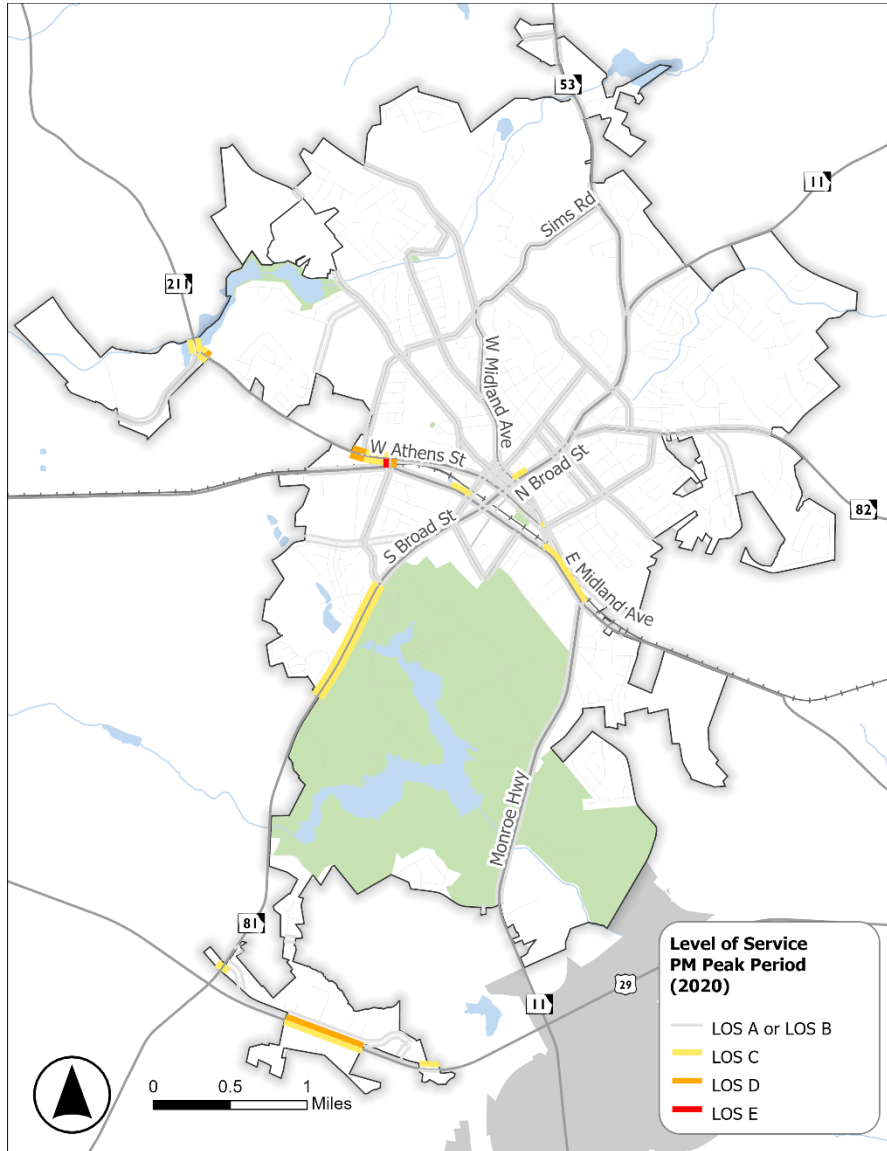 53
11
Sims Rd
211
W Midland Ave
W Athens St
N Broad St
S Broad St
82
E Midland Ave
Monroe Hwy
81
11
29
Level of Service
PM Peak Period
(2020)
LOS A or LOS B
LOS C
LOS D
LOS E
0 0.5 1
Miles